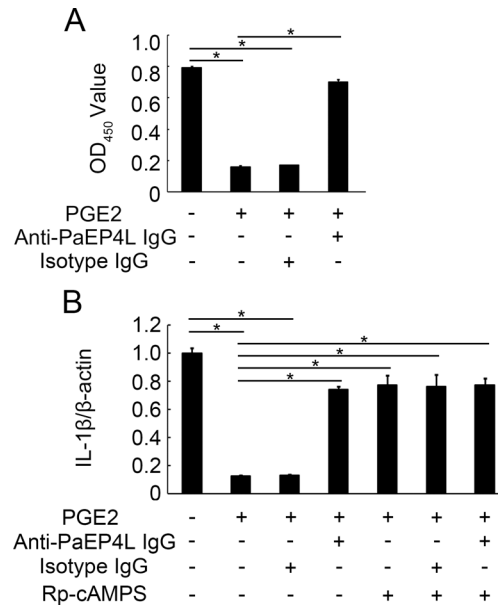 A
*
*
*
OD450 Value
1.0
0.8
0.6
0.4
0.2
0
PGE2 - + + +
Anti-PaEP4L IgG - - - +
Isotype IgG - - + -
B
*
*
*
*
*
*
IL-1β/β-actin
1.2
1.0
0.8
0.6
0.4
0.2
0
PGE2 - + + + + + +
Anti-PaEP4L IgG - - - + - - +
Isotype IgG - - + - - + -
Rp-cAMPS - - - - + + +